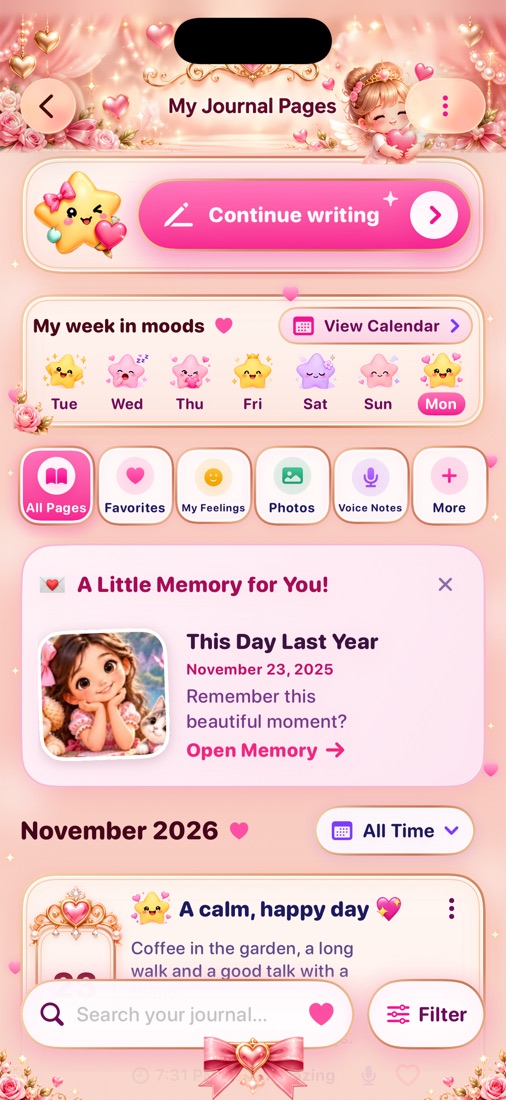 My Journal Pages
Continue writing
My week in moods
View Calendar
Tue Wed Thu Fri Sat Sun Mon
All Pages Favorites My Feelings Photos Voice Notes More
A Little Memory for You!
This Day Last Year
November 23, 2025
Remember this
beautiful moment?
Open Memory
November 2026
All Time
A calm, happy day
Coffee in the garden, a long
walk and a good talk with a
23
Search your journal...
Filter
7:31 P